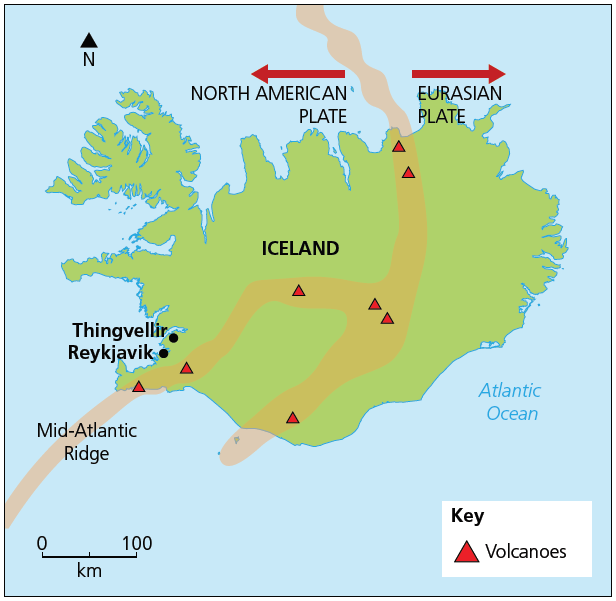 N
NORTH AMERICAN
PLATE
EURASIAN
PLATE
ICELAND
Thingvellir
Reykjavik
Mid-Atlantic
Ridge
Atlantic
Ocean
0 100
km
Key
Volcanoes